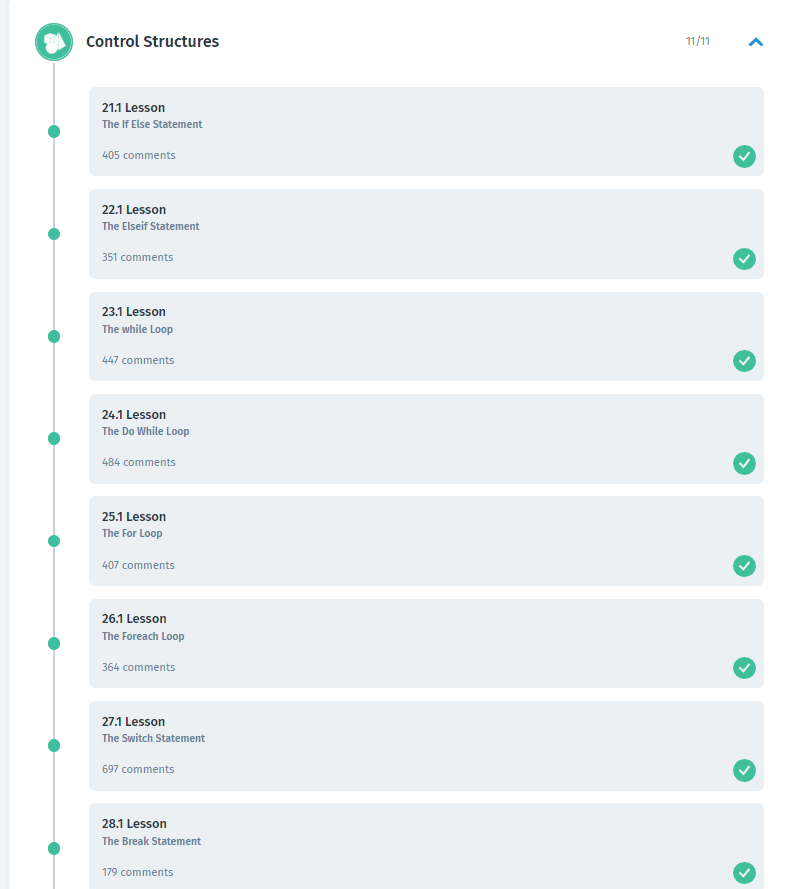 Control Structures
11/11
21.1 Lesson
The If Else Statement
405 comments
22.1 Lesson
The Elseif Statement
351 comments
23.1 Lesson
The while Loop
447 comments
24.1 Lesson
The Do While Loop
484 comments
25.1 Lesson
The For Loop
407 comments
26.1 Lesson
The Foreach Loop
364 comments
27.1 Lesson
The Switch Statement
697 comments
28.1 Lesson
The Break Statement
179 comments